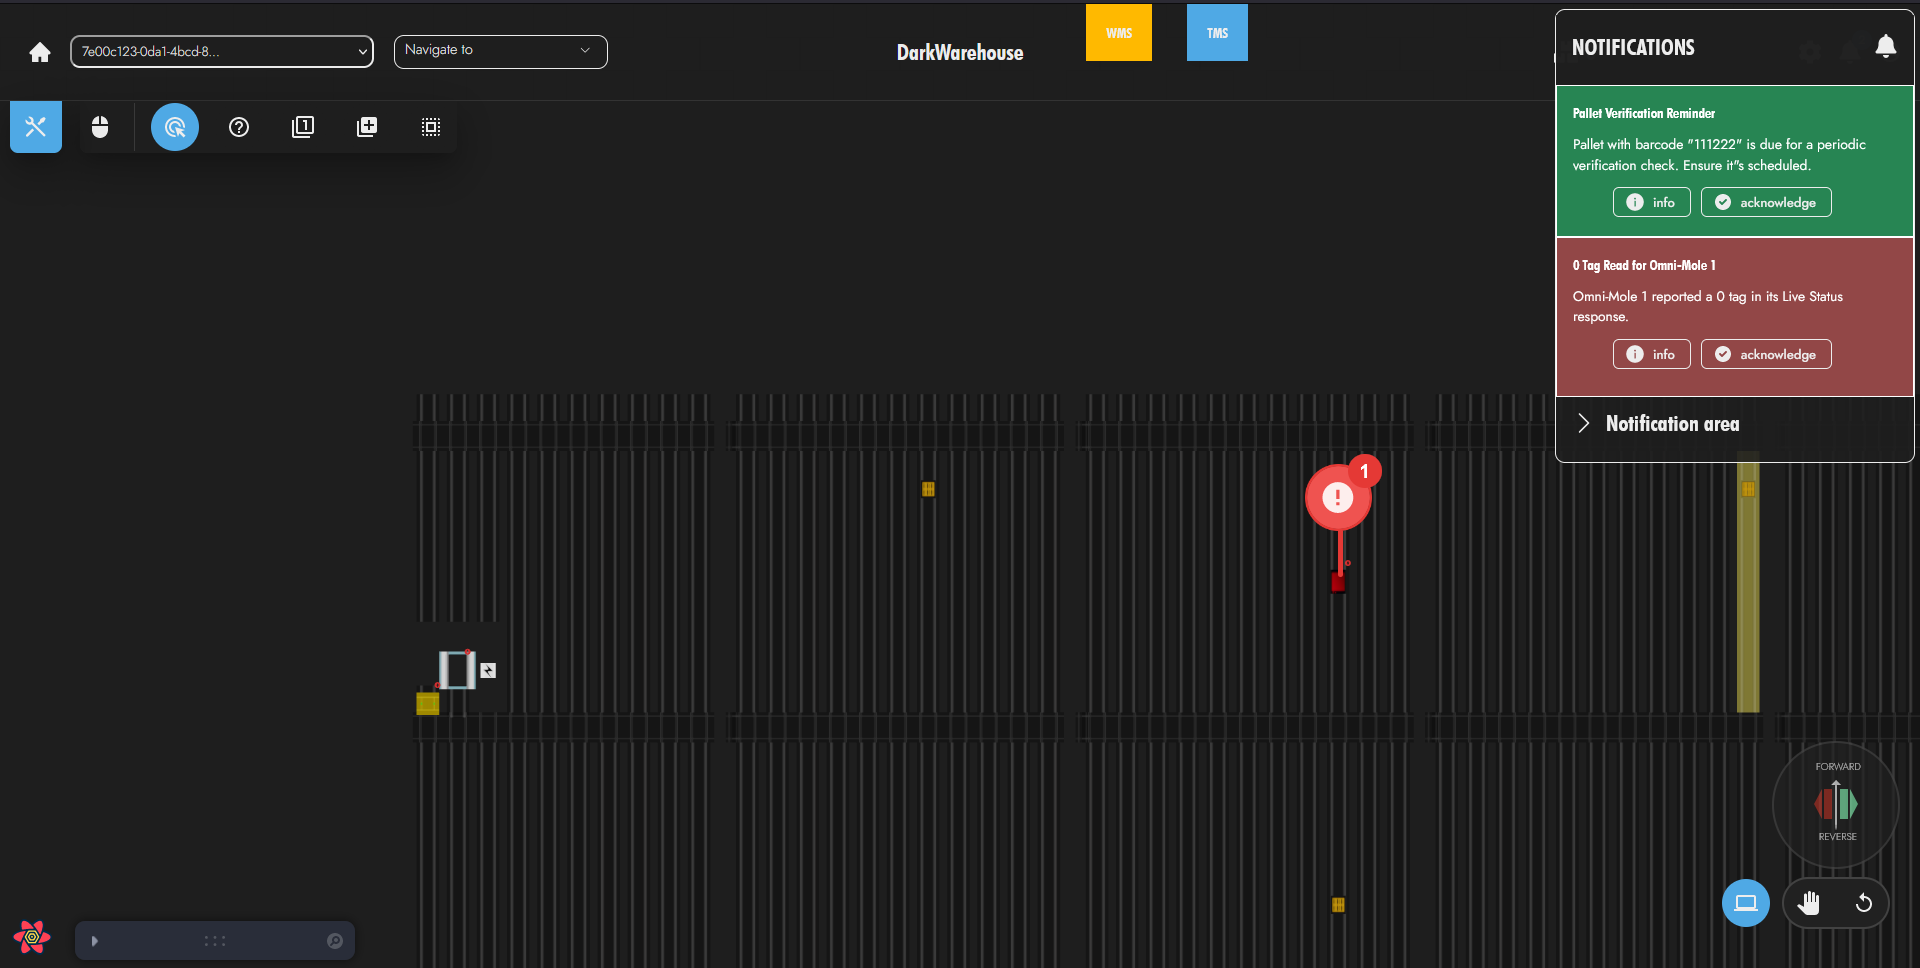 7e00c123-0da1-4bcd-8...
Navigate to
DarkWarehouse
WMS
TMS
NOTIFICATIONS
1
Pallet Verification Reminder
Pallet with barcode "111222" is due for a periodic
verification check. Ensure it"s scheduled.
info
acknowledge
0 Tag Read for Omni-Mole 1
Omni-Mole 1 reported a 0 tag in its Live Status
response.
info
acknowledge
Notification area
1
FORWARD
REVERSE